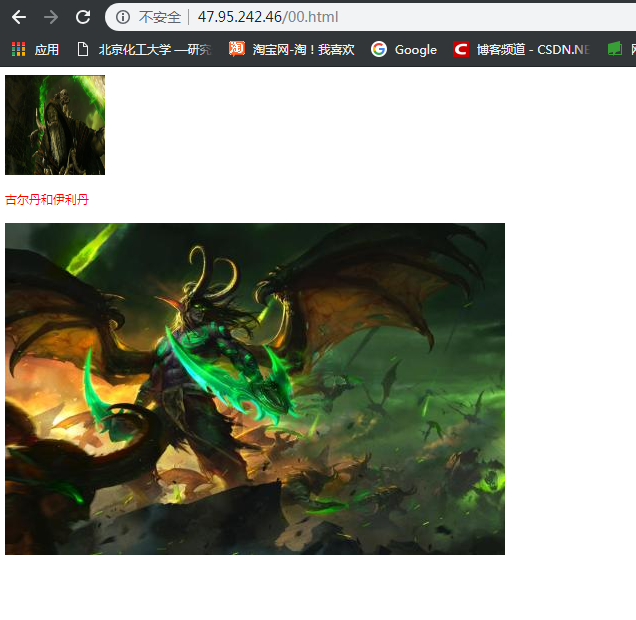 不安全 47.95.242.46/00.html
应用 北京化工大学 —研究 淘宝网-淘！我喜欢 Google 博客频道 - CSDN.NE
古尔丹和伊利丹